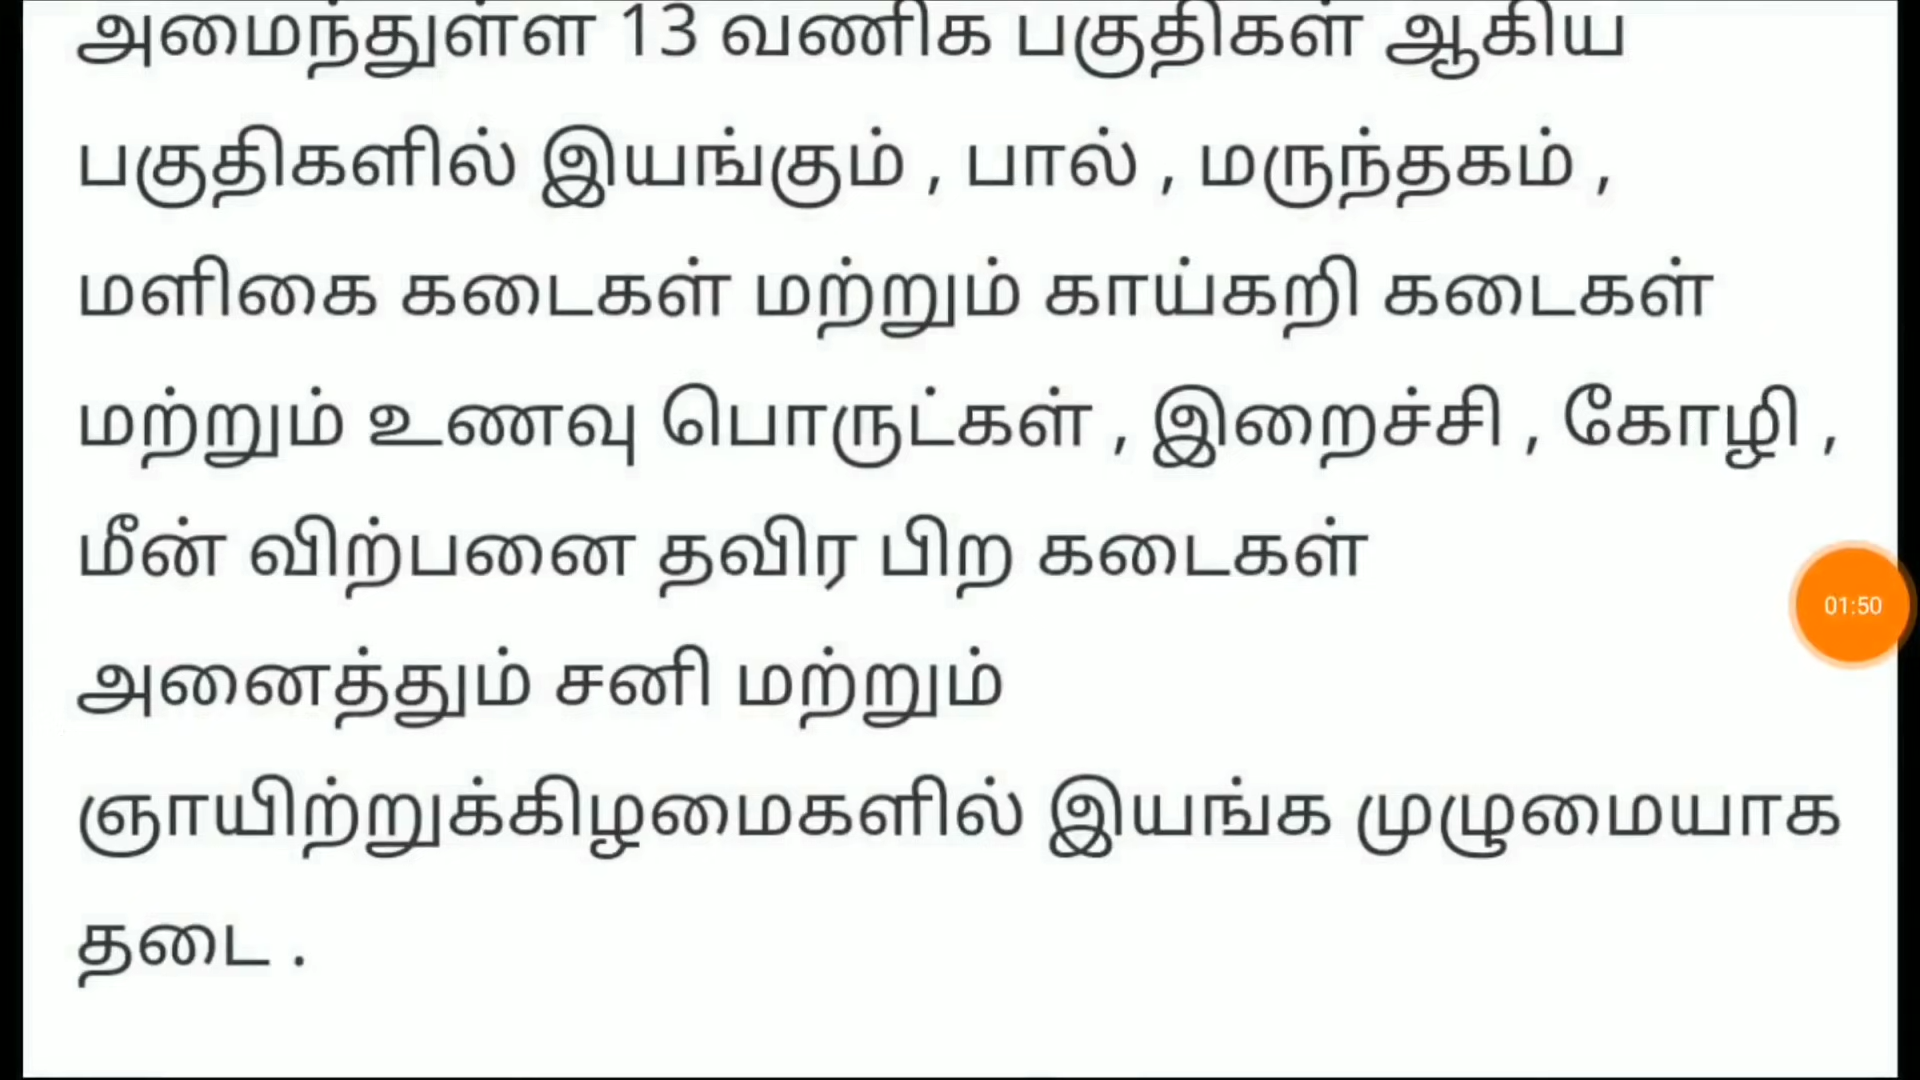 அமைந்துள்ள 13 வணிக பகுதிகள் ஆகிய
பகுதிகளில் இயங்கும் , பால் , மருந்தகம் ,
மளிகை கடைகள் மற்றும் காய்கறி கடைகள்
மற்றும் உணவு பொருட்கள் , இறைச்சி , கோழி ,
மீன் விற்பனை தவிர பிற கடைகள்
01:50
அனைத்தும் சனி மற்றும்
ஞாயிற்றுக்கிழமைகளில் இயங்க முழுமையாக
தடை .